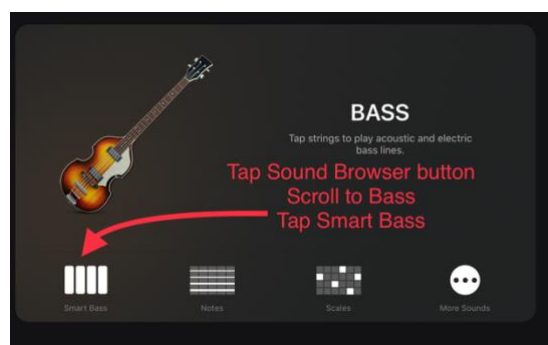 BASS
Tap strings to play acoustic and electric
bass lines.
Tap Sound Browser button
Scroll to Bass
Tap Smart Bass
Smart Bass
Notes
Scales
More Sounds